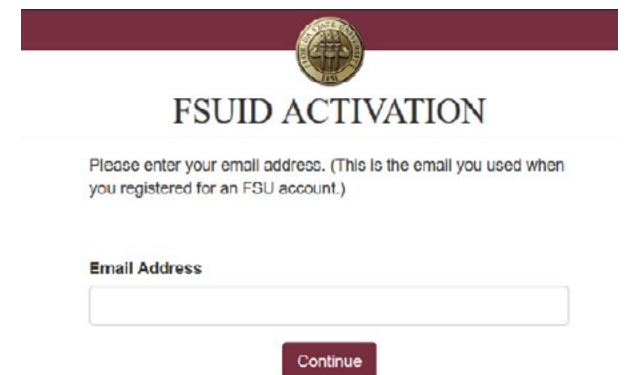 FSUID ACTIVATION
Please enter your email address. (This is the email you used when
you registered for an FSU account.)
Email Address
Continue